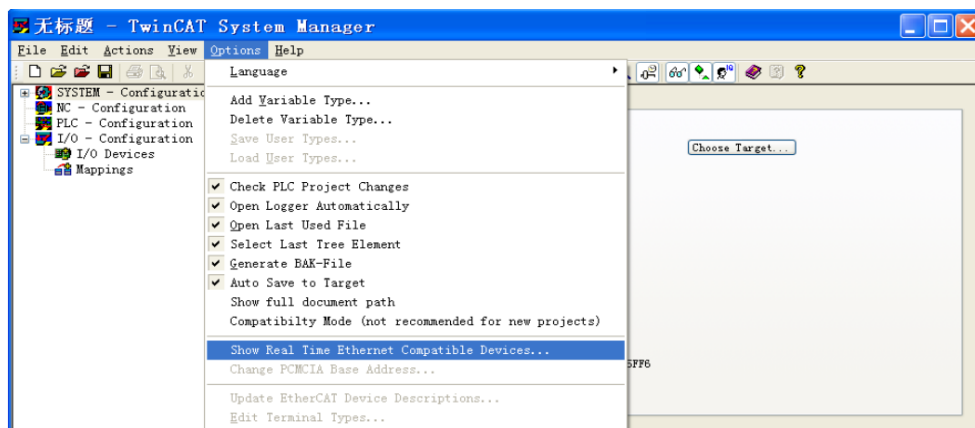 无标题 - TwinCAT System Manager
File Edit Actions View Options Help
Language
SYSTEM - Configuratio
NC - Configuration
PLC - Configuration
I/O - Configuration
I/O Devices
Mappings
Add Variable Type...
Delete Variable Type...
Save User Types...
Load User Types...
Check PLC Project Changes
Open Logger Automatically
Open Last Used File
Select Last Tree Element
Generate BAK-File
Auto Save to Target
Show full document path
Compatibilty Mode (not recommended for new projects)
Show Real Time Ethernet Compatible Devices...
Change PCMCIA Base Address...
Update EtherCAT Device Descriptions...
Edit Terminal Types...
Choose Target...
5FF6